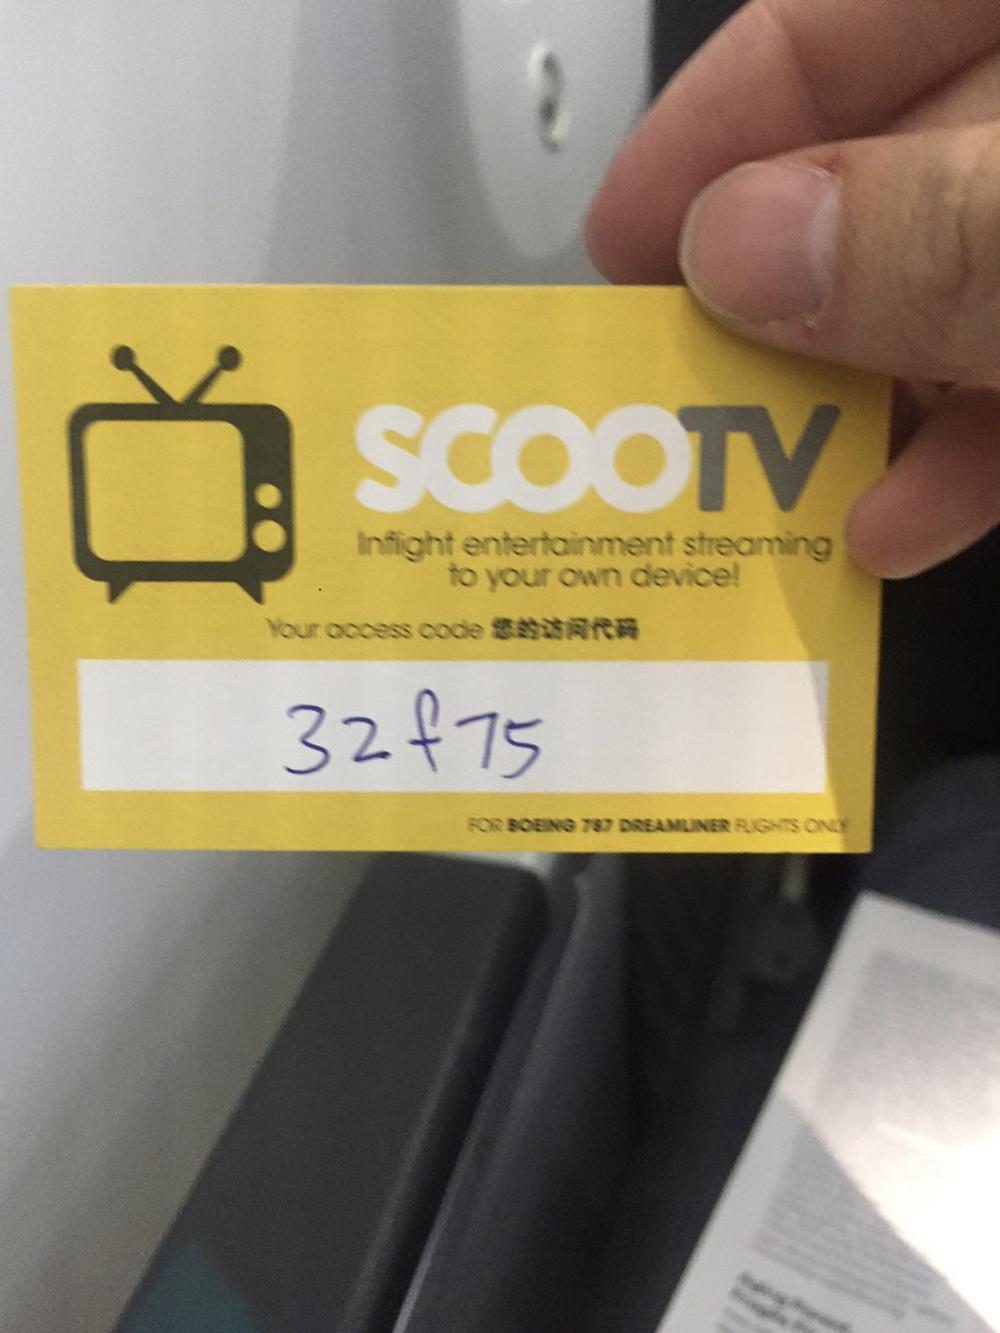 SCOOTV
Inflight entertainment streaming
to your own device!
Your access code 您的访问代码
32f75
FOR BOEING 787 DREAMLINER FLIGHTS ONLY